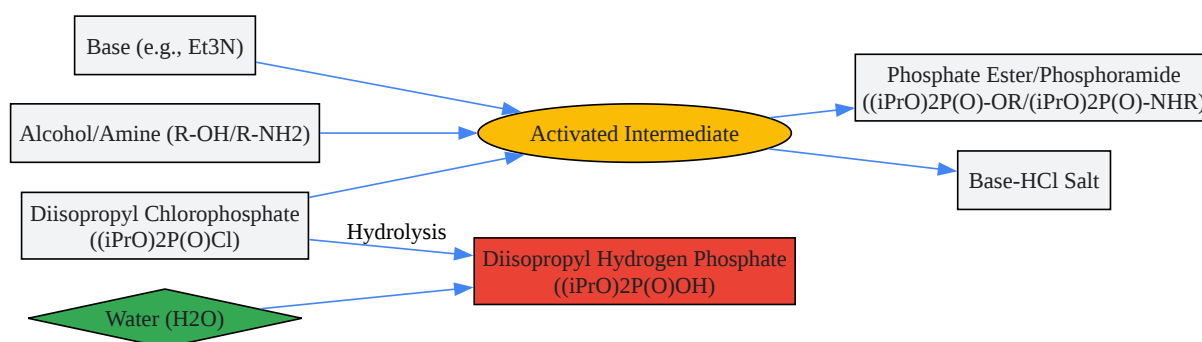 Base (e.g., Et3N)
Alcohol/Amine (R-OH/R-NH2)
Diisopropyl Chlorophosphate
((iPrO)2P(O)Cl)
Water (H2O)
Hydrolysis
Activated Intermediate
Diisopropyl Hydrogen Phosphate
((iPrO)2P(O)OH)
Phosphate Ester/Phosphoramide
((iPrO)2P(O)-OR/(iPrO)2P(O)-NHR)
Base-HCl Salt